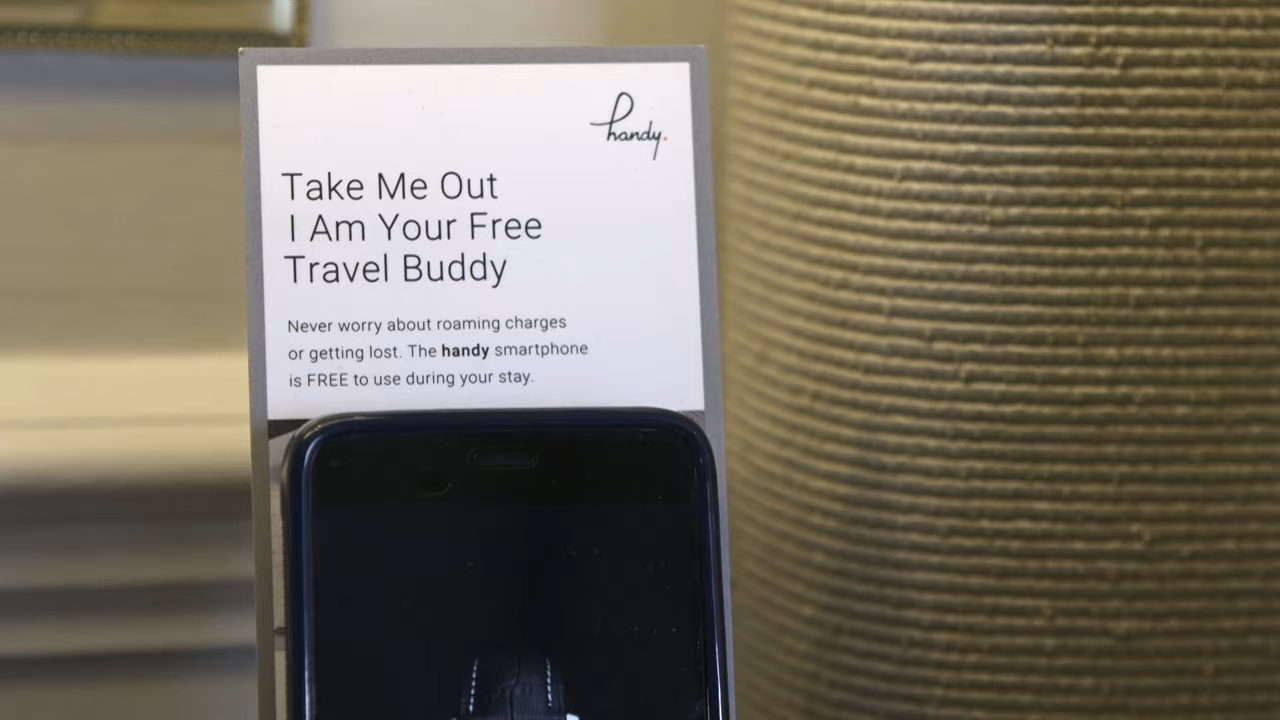 handy.
Take Me Out
I Am Your Free
Travel Buddy
Never worry about roaming charges
or getting lost. The handy smartphone
is FREE to use during your stay.